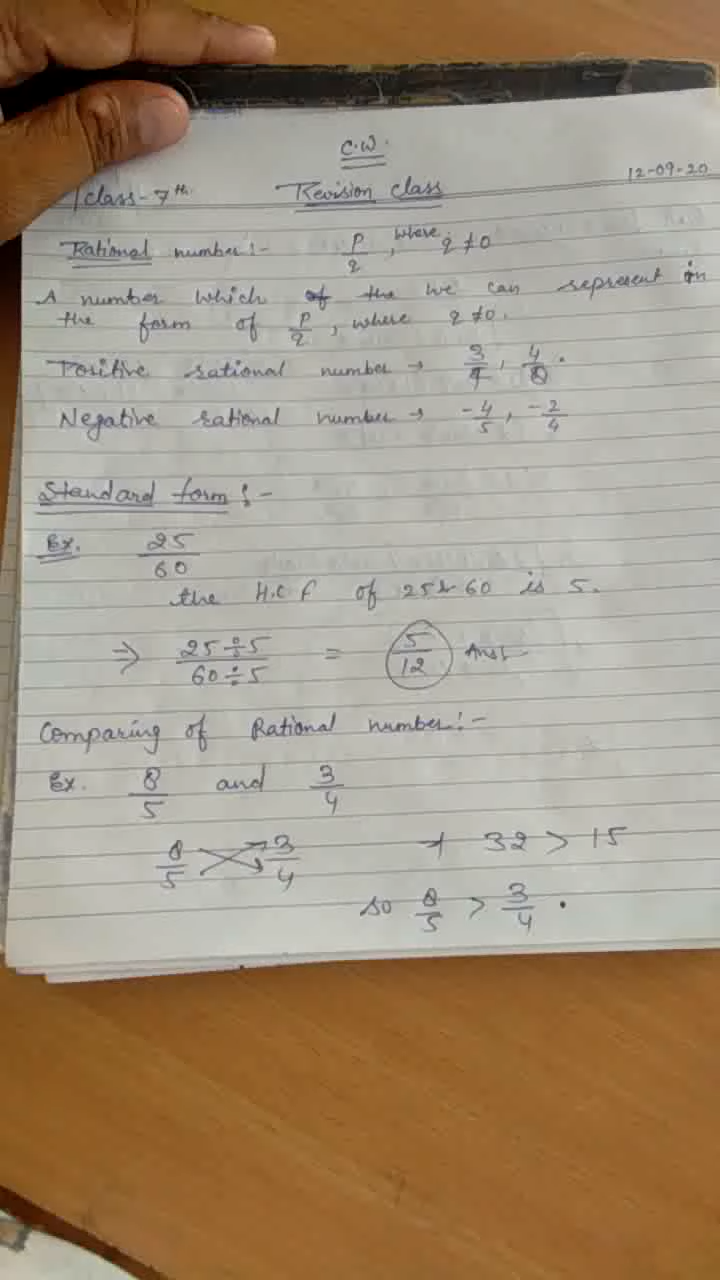 C.W.
12-09-20
class - 7th Revision class
Rational number :- p/q, where q ≠ 0
A number which of the we can represent in
the form of p/q, where q ≠ 0.
Positive rational number → 3/7, 4/8.
Negative rational number → -4/5, -2/4
Standard form :-
Ex. 25/60
the H.C.F of 25 & 60 is 5.
⇒ 25÷5/60÷5 = 5/12 Ans
Comparing of Rational number :-
Ex. 8/5 and 3/4
8/5 3/4 → 32 > 15
so 8/5 > 3/4.